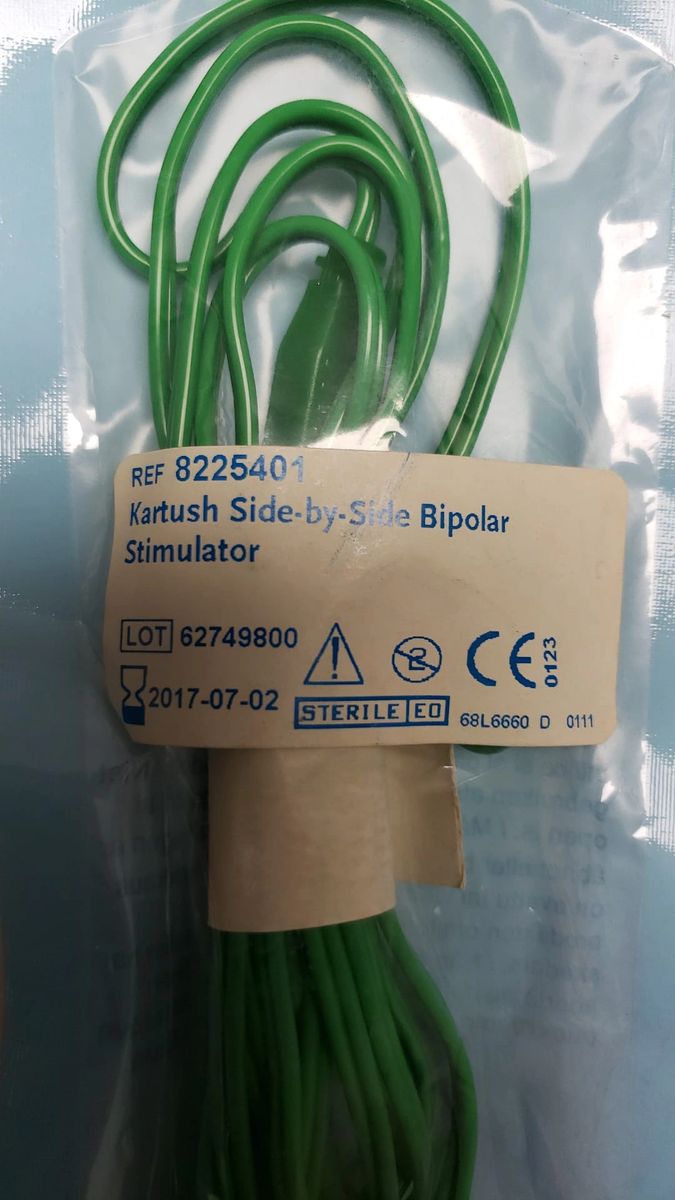 REF 8225401
Kartush Side-by-Side Bipolar
Stimulator
LOT 62749800
2
CE 0123
2017-07-02
STERILE EO
68L6660 D 0111